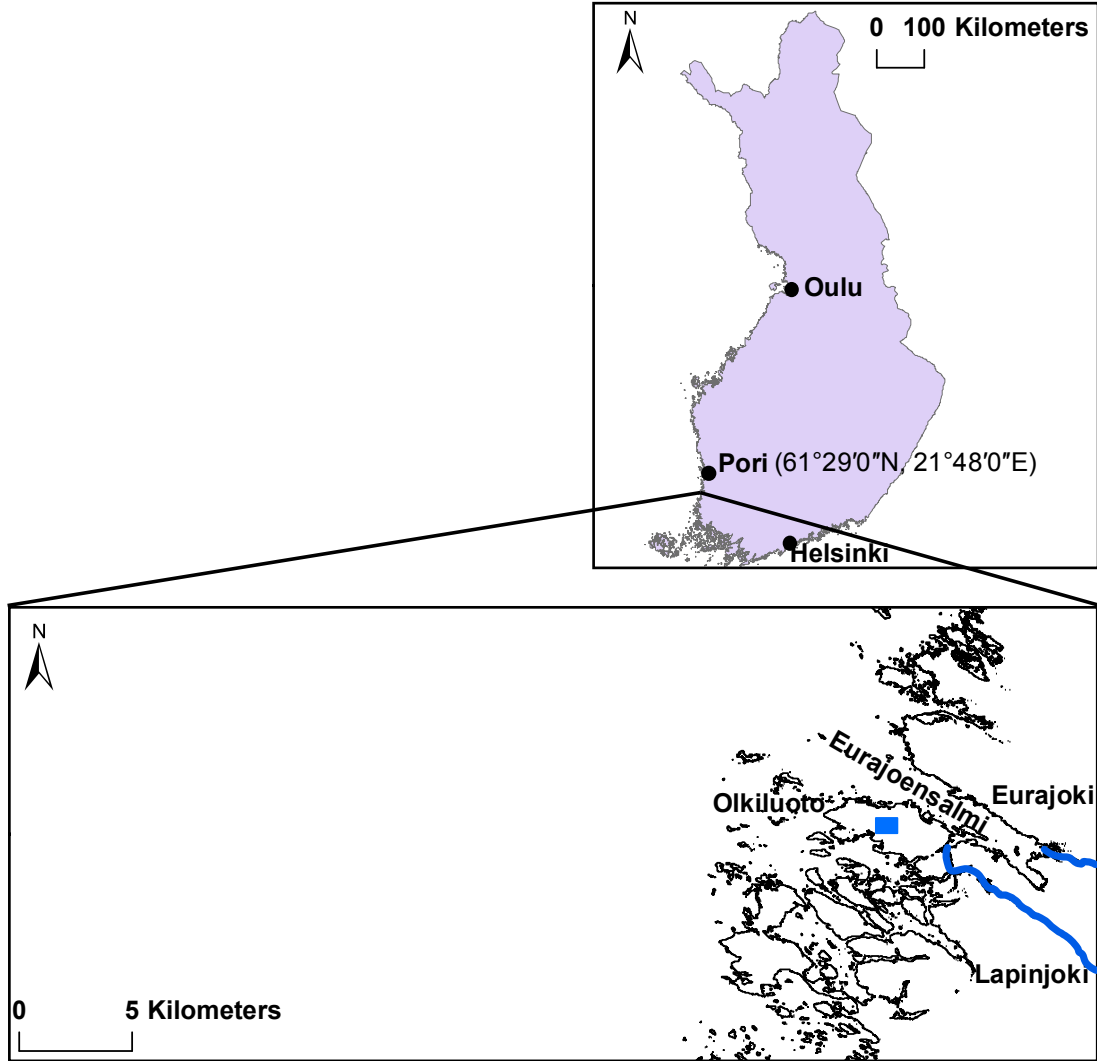 N
0 100 Kilometers
Oulu
Pori (61°29′0″N, 21°48′0″E)
Helsinki
N
Eurajoensalmi
Eurajoki
Olkiluoto
Lapinjoki
0 5 Kilometers